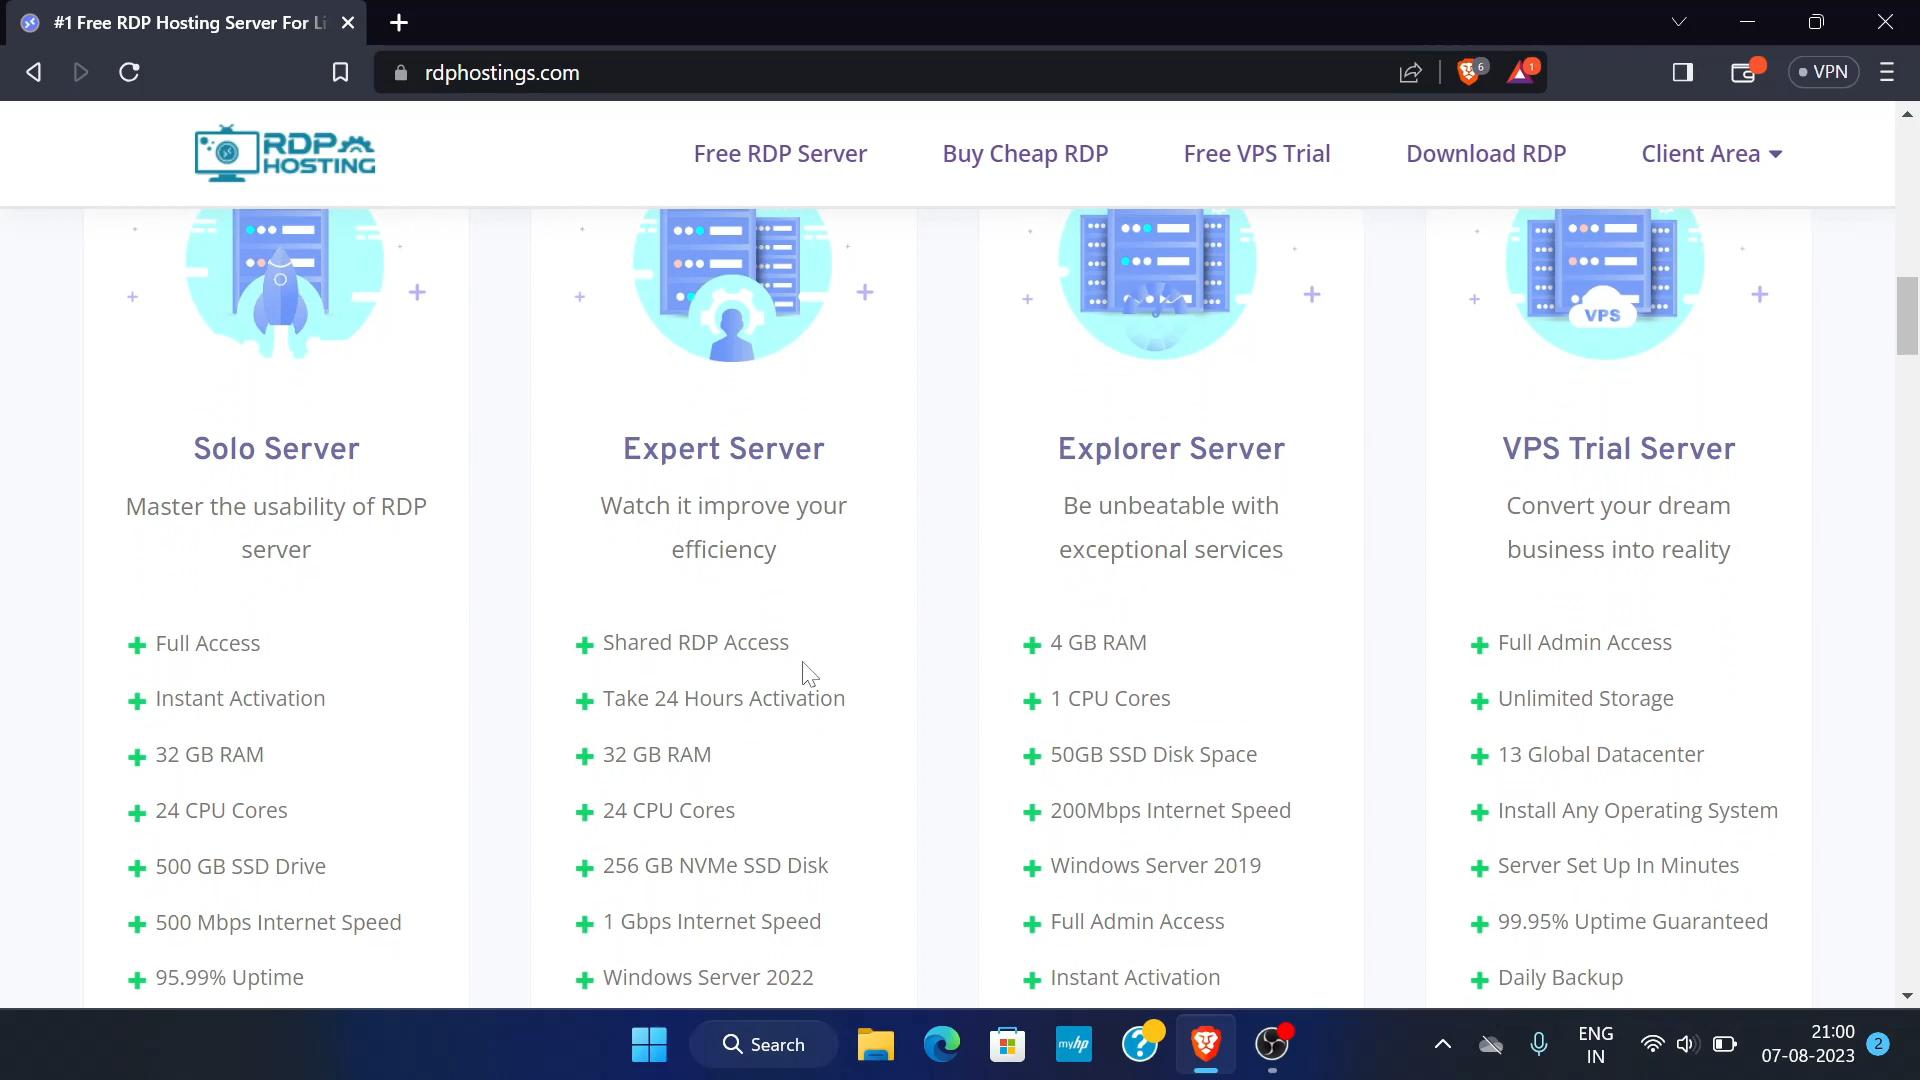 #1 Free RDP Hosting Server For Li
rdphostings.com
6
1
VPN
RDP
HOSTING
Free RDP Server
Buy Cheap RDP
Free VPS Trial
Download RDP
Client Area
VPS
Solo Server
Master the usability of RDP
server
Full Access
Instant Activation
32 GB RAM
24 CPU Cores
500 GB SSD Drive
500 Mbps Internet Speed
95.99% Uptime
Expert Server
Watch it improve your
efficiency
Shared RDP Access
Take 24 Hours Activation
32 GB RAM
24 CPU Cores
256 GB NVMe SSD Disk
1 Gbps Internet Speed
Windows Server 2022
Explorer Server
Be unbeatable with
exceptional services
4 GB RAM
1 CPU Cores
50GB SSD Disk Space
200Mbps Internet Speed
Windows Server 2019
Full Admin Access
Instant Activation
VPS Trial Server
Convert your dream
business into reality
Full Admin Access
Unlimited Storage
13 Global Datacenter
Install Any Operating System
Server Set Up In Minutes
99.95% Uptime Guaranteed
Daily Backup
Search
myhp
ENG
IN
21:00
07-08-2023
2